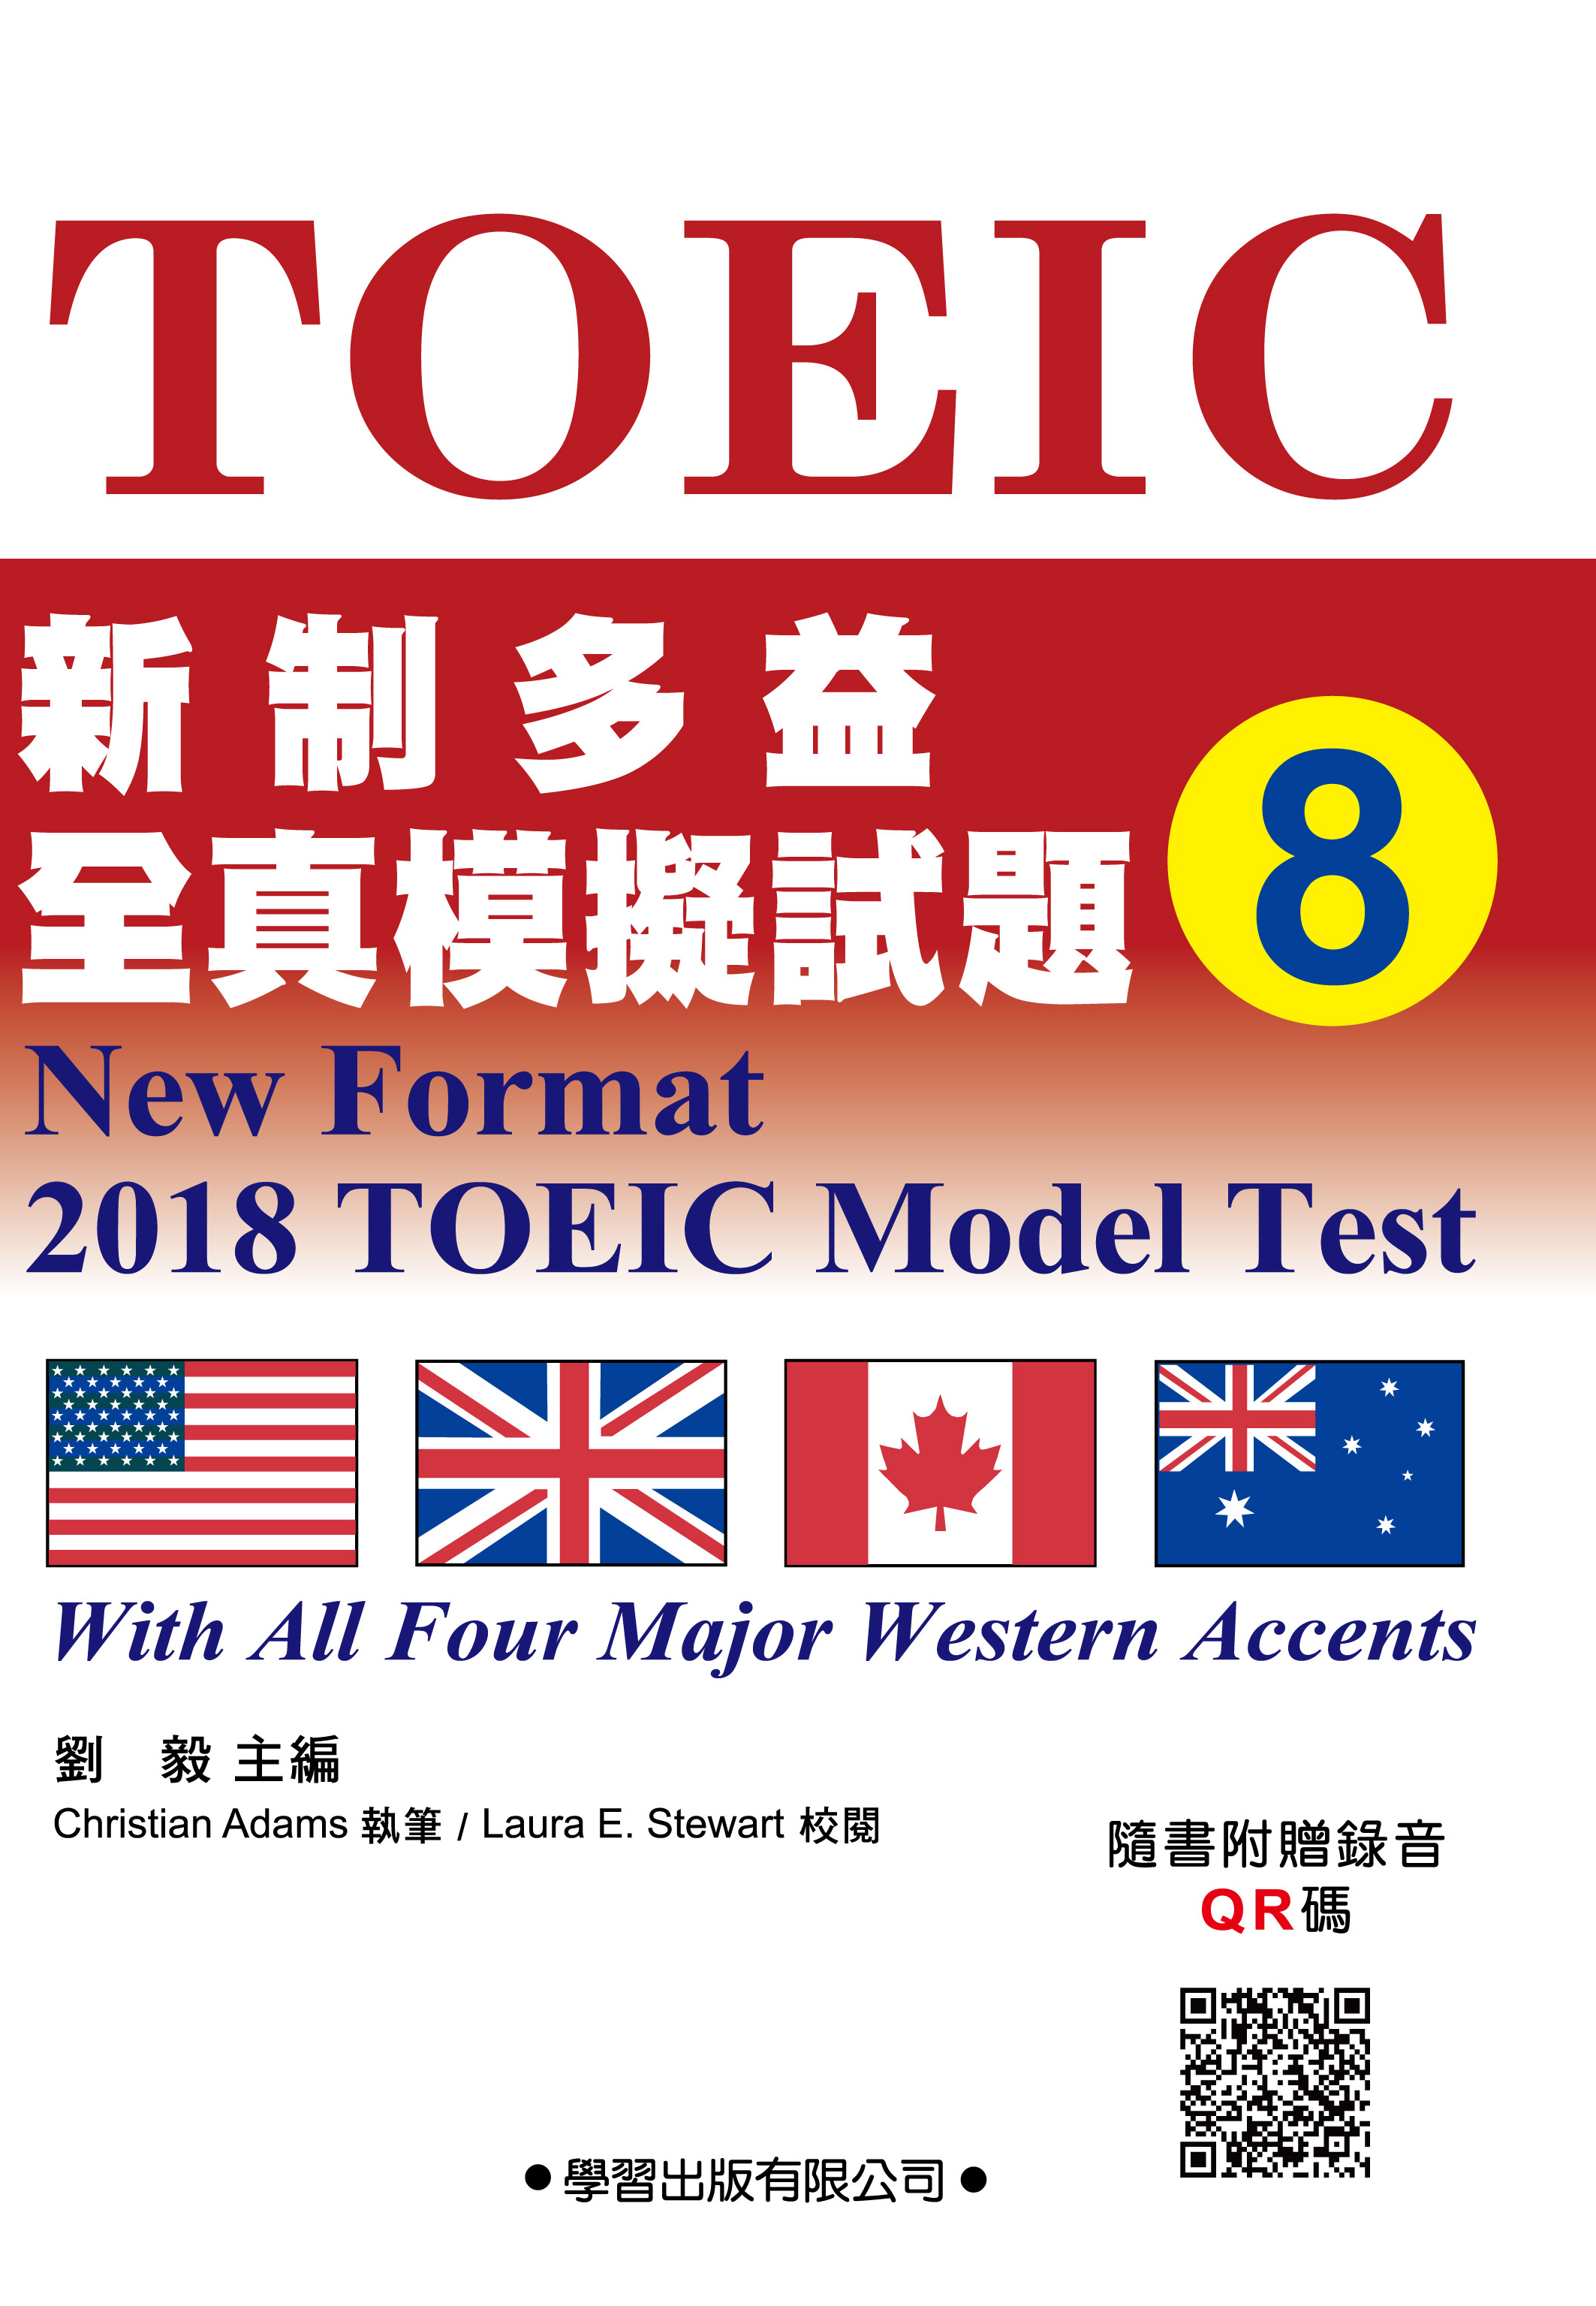 TOEIC
新制多益
全真模擬試題
8
New Format
2018 TOEIC Model Test
With All Four Major Western Accents
劉 毅 主編
Christian Adams 執筆 / Laura E. Stewart 校閱
隨書附贈錄音
QR碼
● 學習出版有限公司 ●